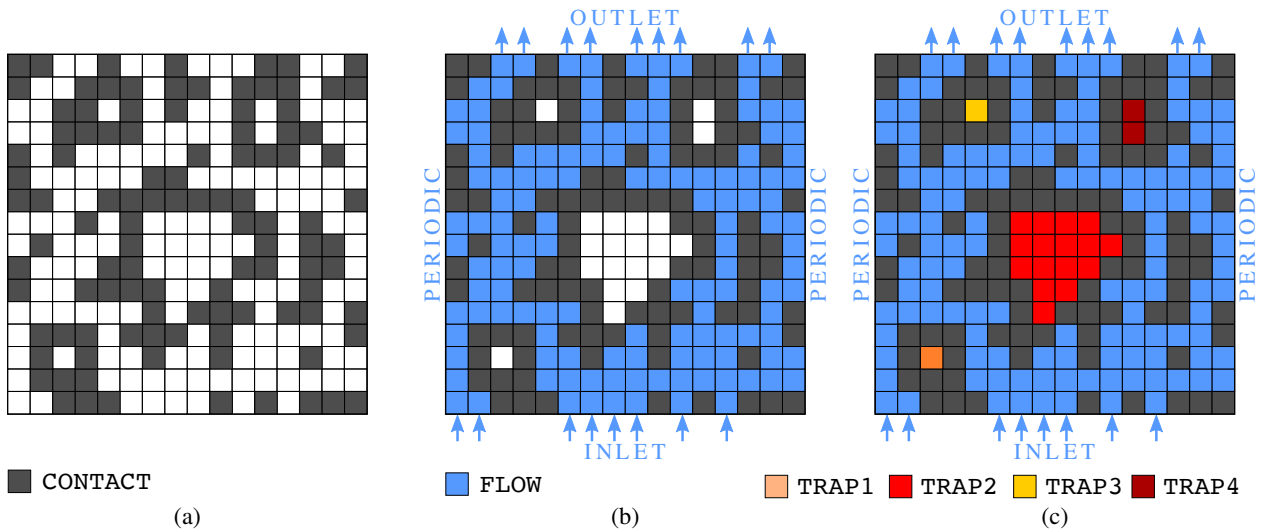 OUTLET OUTLET
PERIODIC PERIODIC PERIODIC PERIODIC
INLET INLET
CONTACT FLOW TRAP1 TRAP2 TRAP3 TRAP4
(a) (b) (c)